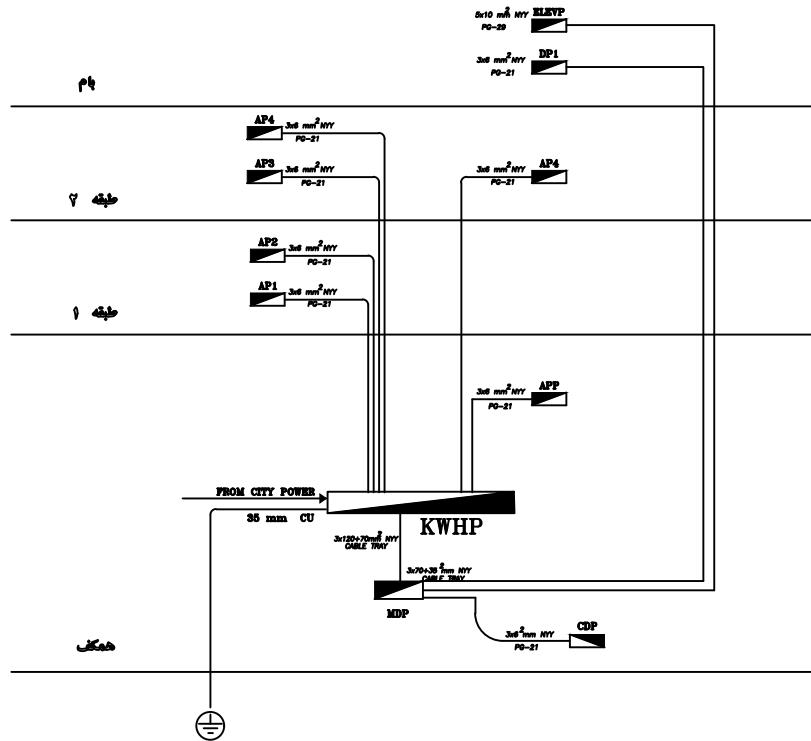 5x10 mm² NYY
PG-29
ELEVP
3x6 mm² NYY
PG-21
DP1
بام
AP4
3x6 mm² NYY
PG-21
AP3
3x6 mm² NYY
PG-21
3x6 mm² NYY
PG-21
AP4
طبقه ۲
AP2
3x6 mm² NYY
PG-21
AP1
3x6 mm² NYY
PG-21
طبقه ۱
3x6 mm² NYY
PG-21
APP
FROM CITY POWER
35 mm CU
KWHP
3x120+70mm² NYY
CABLE TRAY
3x70+35 mm² NYY
CABLE TRAY
MDP
3x6 mm² NYY
PG-21
CDP
همکف